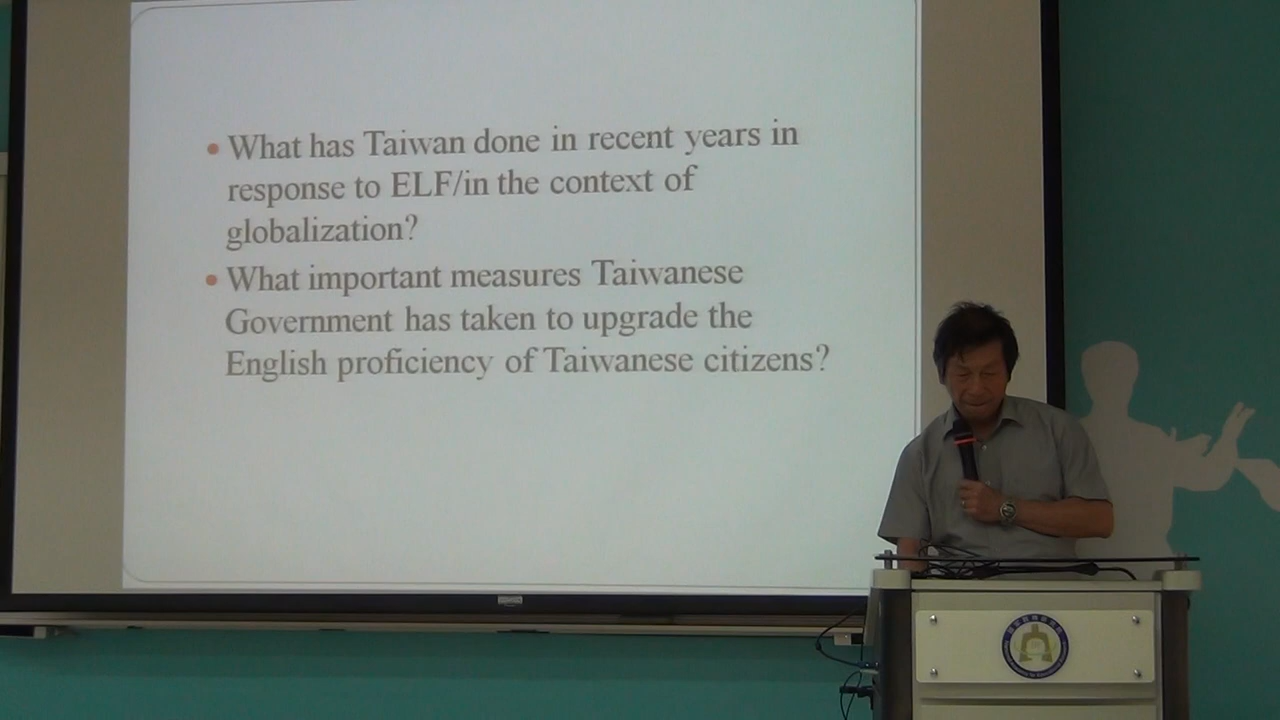 • What has Taiwan done in recent years in
response to ELF/in the context of
globalization?
• What important measures Taiwanese
Government has taken to upgrade the
English proficiency of Taiwanese citizens?